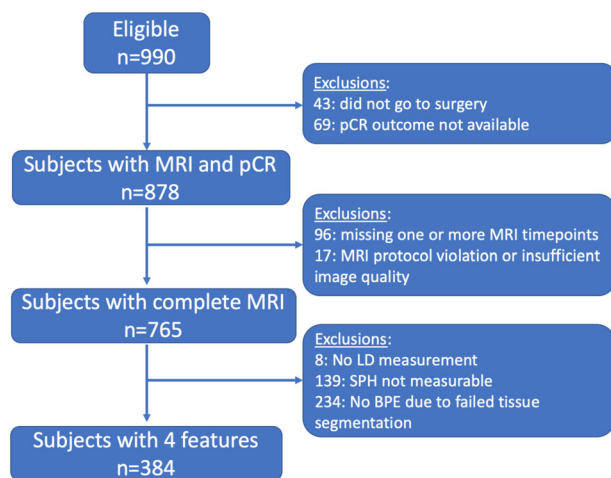 Eligible
n=990
Exclusions:
43: did not go to surgery
69: pCR outcome not available
Subjects with MRI and pCR
n=878
Exclusions:
96: missing one or more MRI timepoints
17: MRI protocol violation or insufficient
image quality
Subjects with complete MRI
n=765
Exclusions:
8: No LD measurement
139: SPH not measurable
234: No BPE due to failed tissue
segmentation
Subjects with 4 features
n=384